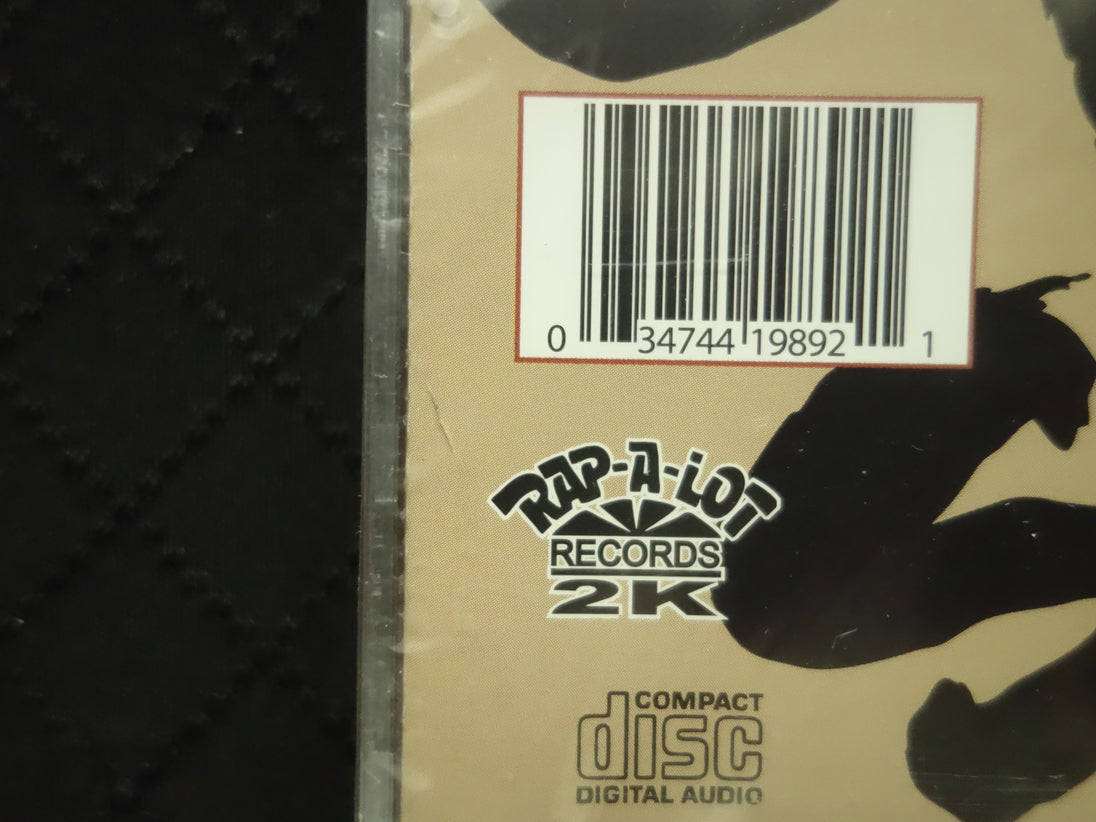 0 34744 19892 1
RAP-A-LOT
RECORDS
2K
COMPACT
disc
DIGITAL AUDIO